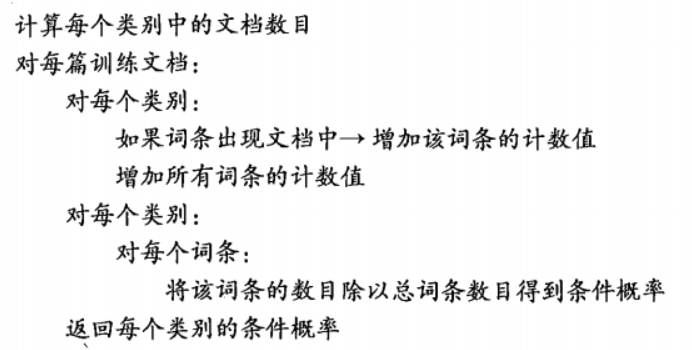 计算每个类别中的文档数目
对每篇训练文档：
对每个类别：
如果词条出现文档中→增加该词条的计数值
增加所有词条的计数值
对每个类别：
对每个词条：
将该词条的数目除以总词条数目得到条件概率
返回每个类别的条件概率